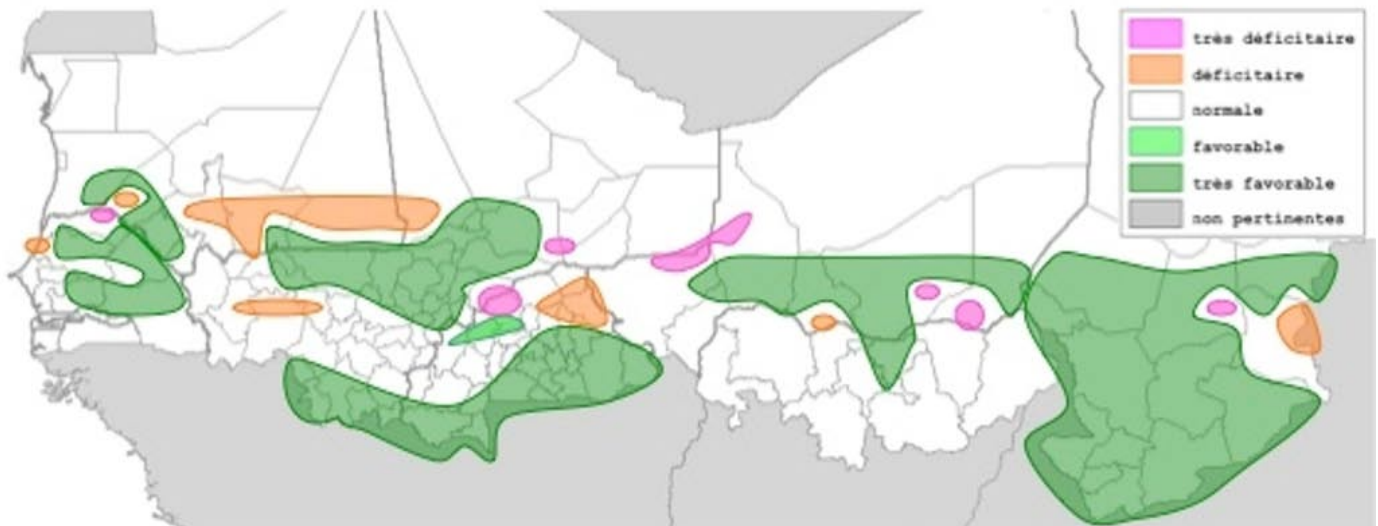 très déficitaire
déficitaire
normale
favorable
très favorable
non pertinentes